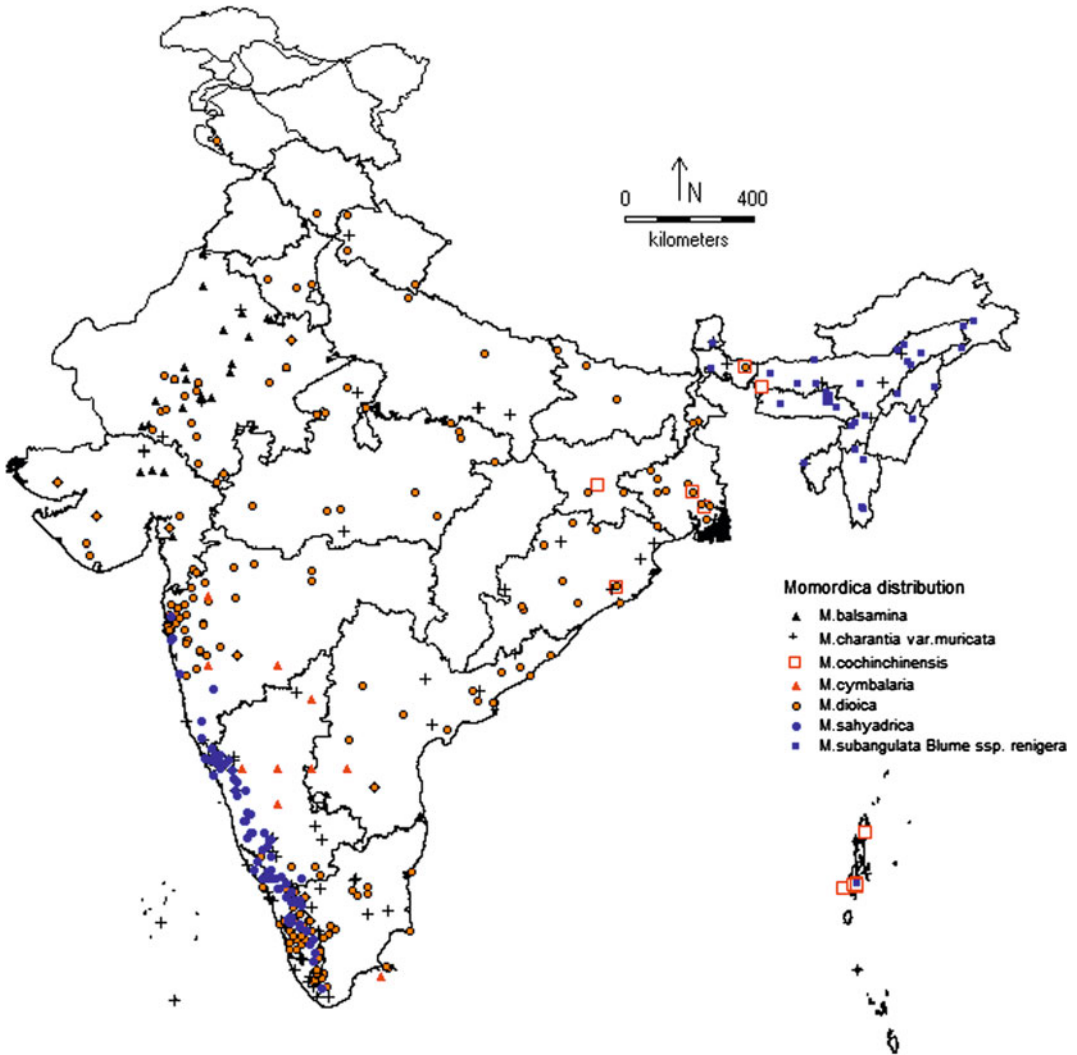 N
0 400
kilometers
Momordica distribution
M.balsamina
M.charantia var.muricata
M.cochinchinensis
M.cymbalaria
M.dioica
M.sahyadrica
M.subangulata Blume ssp. renigera